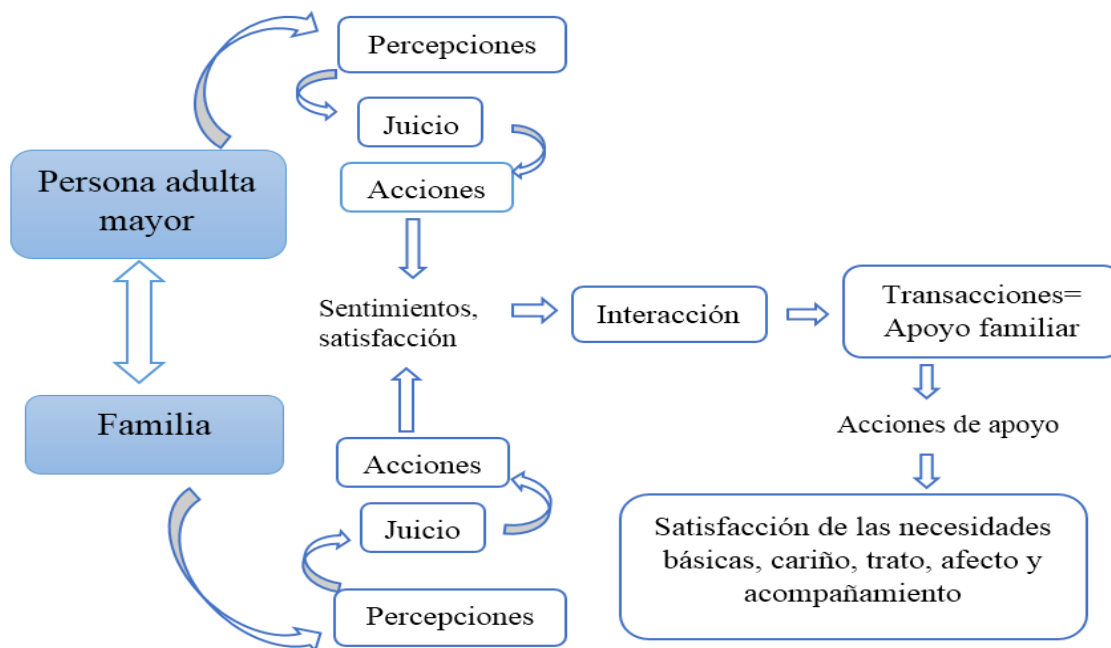 Percepciones
Juicio
Acciones
Persona adulta
mayor
Sentimientos,
satisfacción
Interacción
Transacciones=
Apoyo familiar
Familia
Acciones
Juicio
Percepciones
Acciones de apoyo
Satisfacción de las necesidades
básicas, cariño, trato, afecto y
acompañamiento